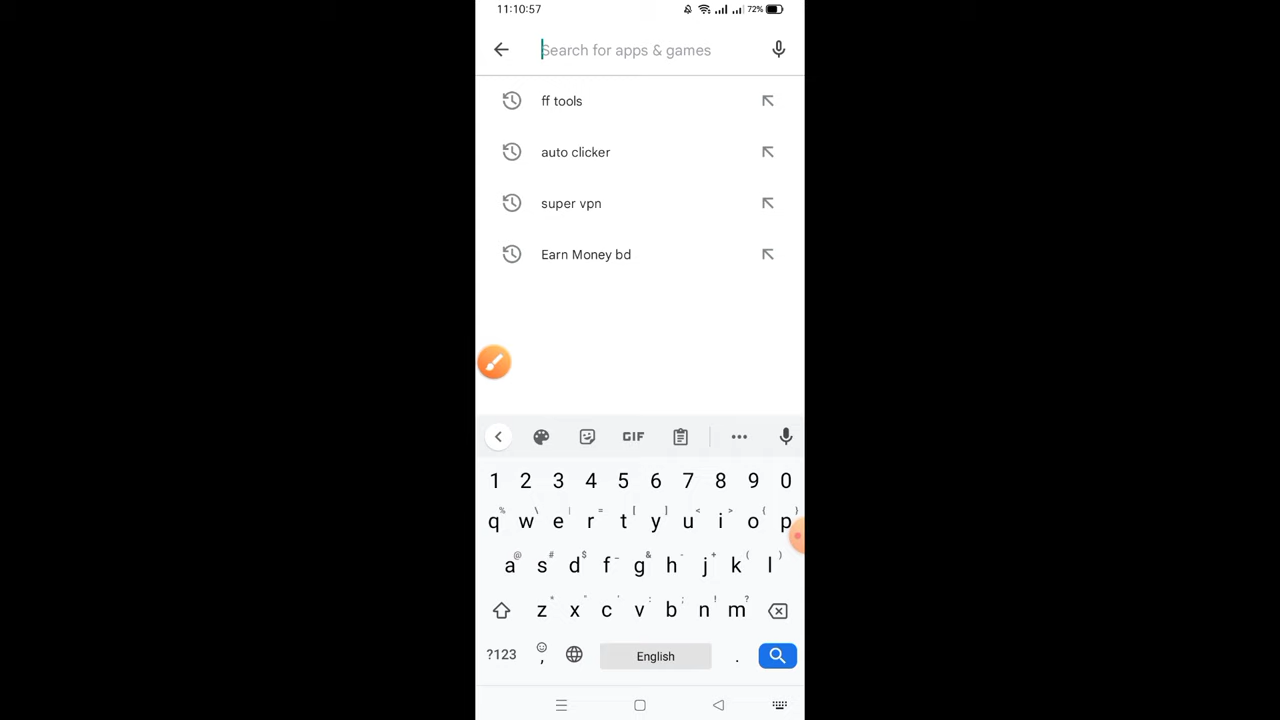 11:10:57
72%
Search for apps & games
ff tools
auto clicker
super vpn
Earn Money bd
GIF
1 2 3 4 5 6 7 8 9 0
% \ | = [ ] < > { }
q w e r t y u i o p
@ # $ _ & - + ( )
a s d f g h j k l
* " ' : ; ! ?
z x c v b n m
?123 , English .